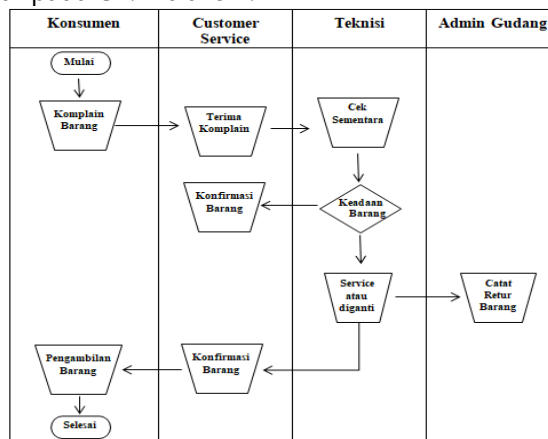 Konsumen
Customer
Service
Teknisi
Admin Gudang
Mulai
Komplain
Barang
Terima
Komplain
Cek
Sementara
Konfirmasi
Barang
Keadaan
Barang
Service
atau
diganti
Catat
Retur
Barang
Pengambilan
Barang
Konfirmasi
Barang
Selesai